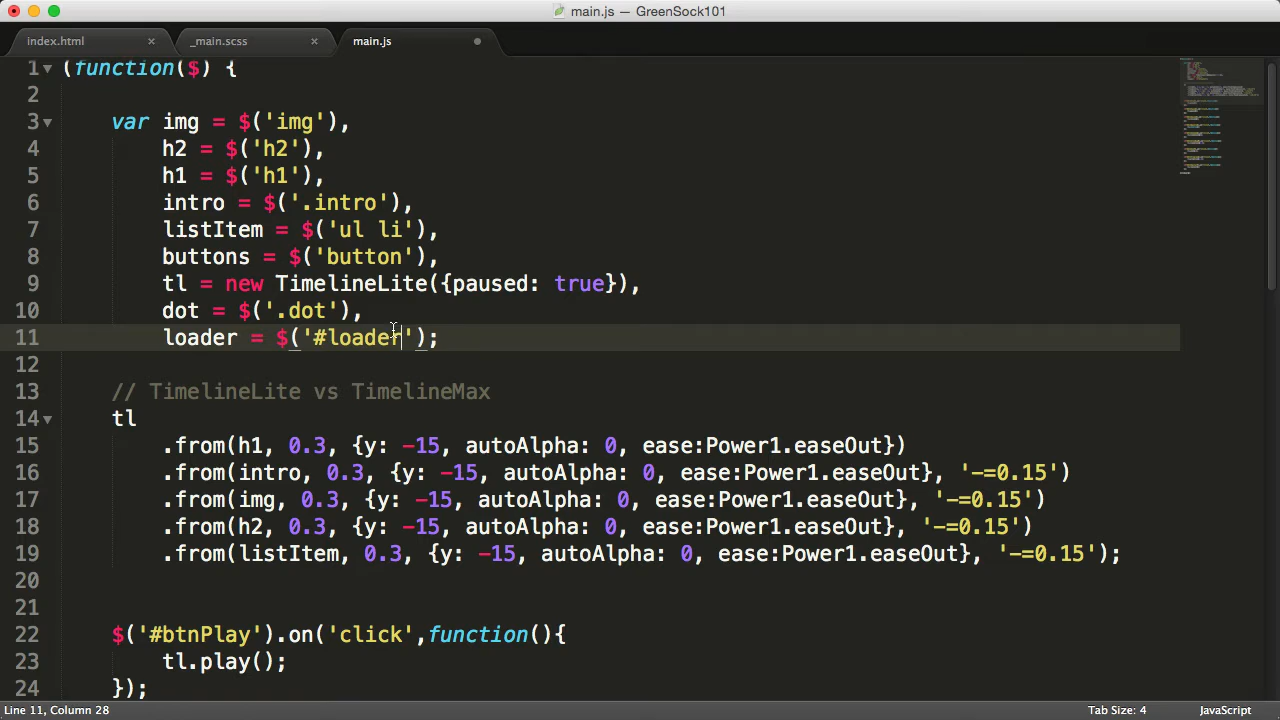 main.js — GreenSock101
index.html × _main.scss × main.js
1 (function($) {
2
3 var img = $('img'),
4 h2 = $('h2'),
5 h1 = $('h1'),
6 intro = $('.intro'),
7 listItem = $('ul li'),
8 buttons = $('button'),
9 tl = new TimelineLite({paused: true}),
10 dot = $('.dot'),
11 loader = $('#loader');
12
13 // TimelineLite vs TimelineMax
14 tl
15 .from(h1, 0.3, {y: -15, autoAlpha: 0, ease:Power1.easeOut})
16 .from(intro, 0.3, {y: -15, autoAlpha: 0, ease:Power1.easeOut}, '-=0.15')
17 .from(img, 0.3, {y: -15, autoAlpha: 0, ease:Power1.easeOut}, '-=0.15')
18 .from(h2, 0.3, {y: -15, autoAlpha: 0, ease:Power1.easeOut}, '-=0.15')
19 .from(listItem, 0.3, {y: -15, autoAlpha: 0, ease:Power1.easeOut}, '-=0.15');
20
21
22 $('#btnPlay').on('click',function(){
23 tl.play();
24 });
Line 11, Column 28 Tab Size: 4 JavaScript